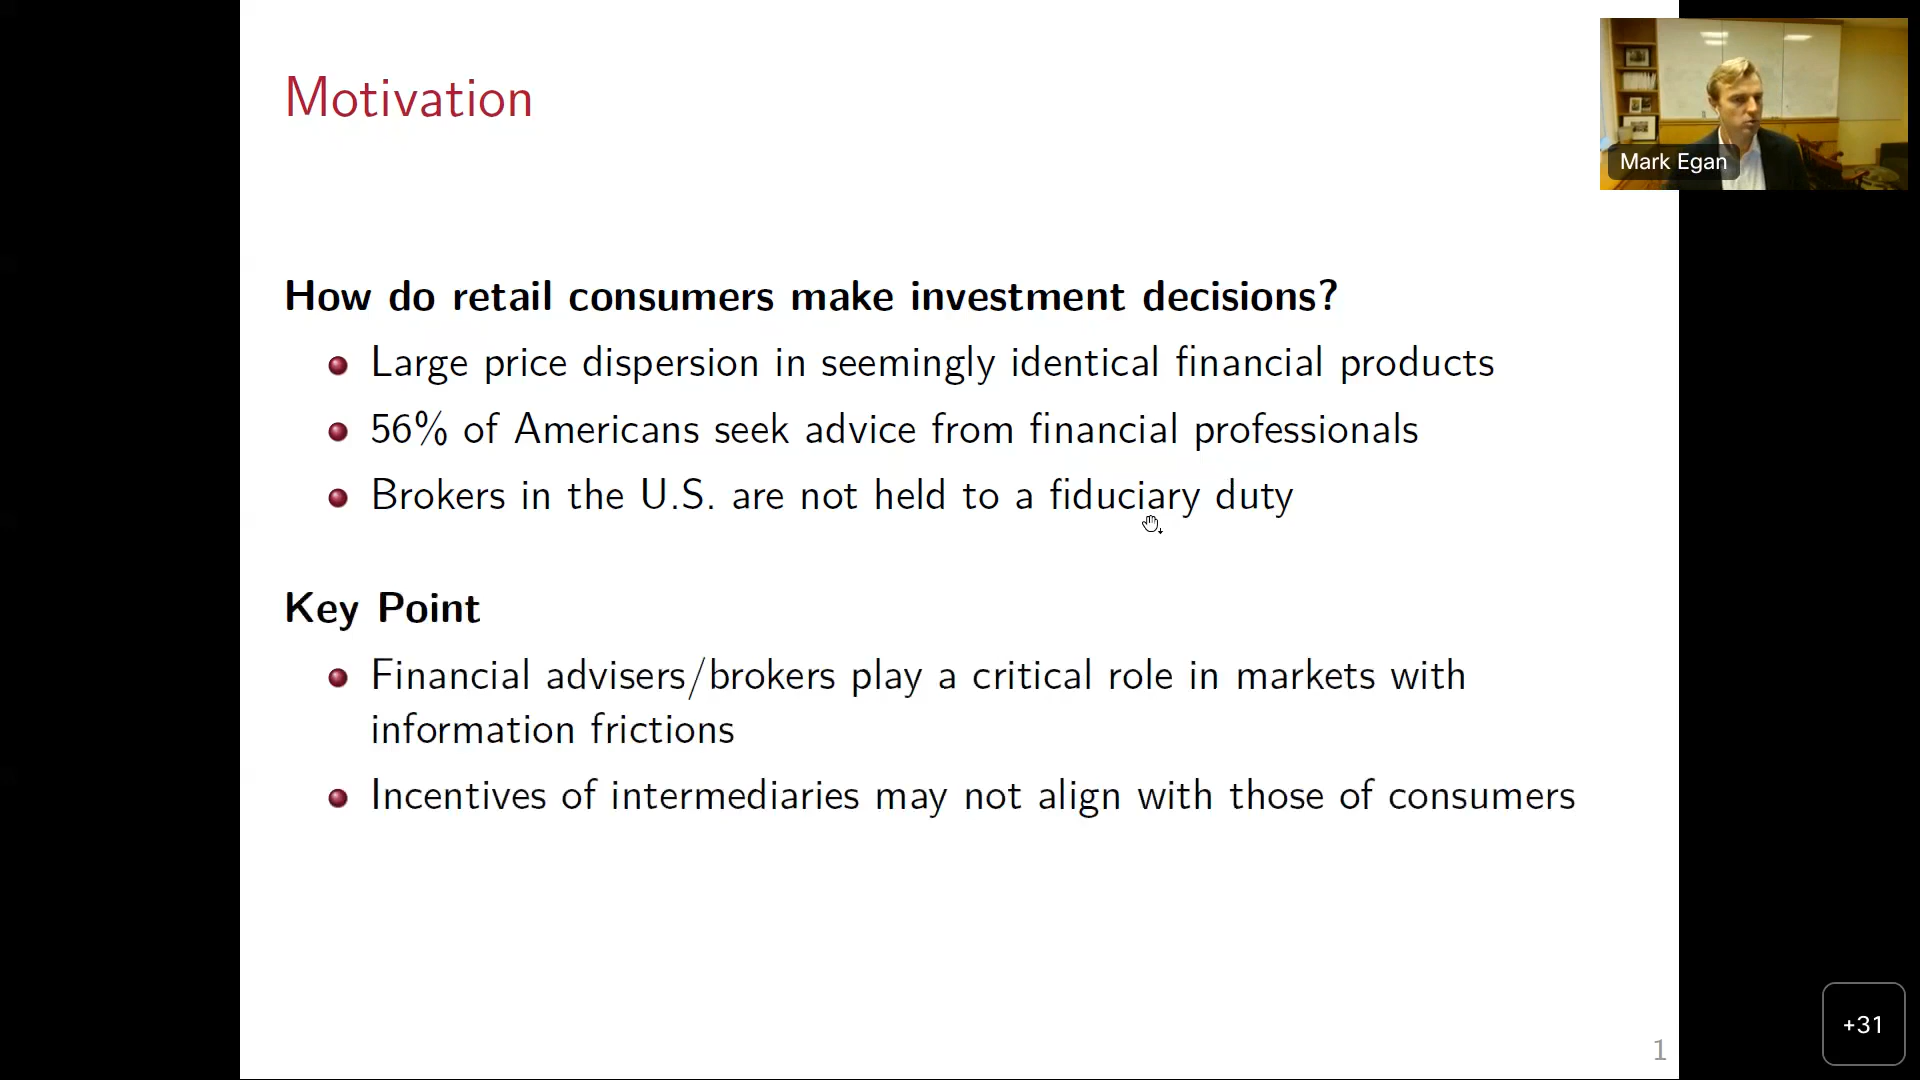 Motivation
Mark Egan
How do retail consumers make investment decisions?
Large price dispersion in seemingly identical financial products
56% of Americans seek advice from financial professionals
Brokers in the U.S. are not held to a fiduciary duty
Key Point
Financial advisers/brokers play a critical role in markets with
information frictions
Incentives of intermediaries may not align with those of consumers
+31
1